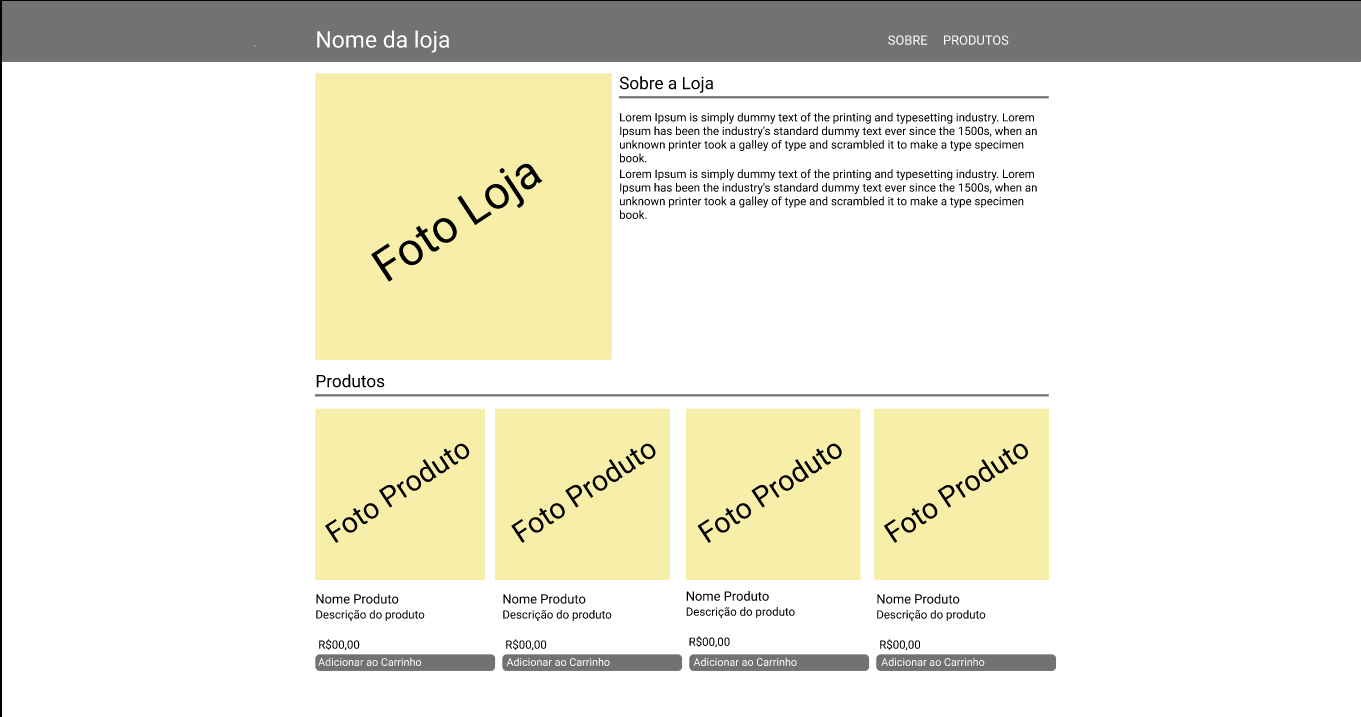 Nome da loja
SOBRE PRODUTOS
Foto Loja
Sobre a Loja
Lorem Ipsum is simply dummy text of the printing and typesetting industry. Lorem
Ipsum has been the industry's standard dummy text ever since the 1500s, when an
unknown printer took a galley of type and scrambled it to make a type specimen
book.
Lorem Ipsum is simply dummy text of the printing and typesetting industry. Lorem
Ipsum has been the industry's standard dummy text ever since the 1500s, when an
unknown printer took a galley of type and scrambled it to make a type specimen
book.
Produtos
Foto Produto
Nome Produto
Descrição do produto
R$00,00
Adicionar ao Carrinho
Foto Produto
Nome Produto
Descrição do produto
R$00,00
Adicionar ao Carrinho
Foto Produto
Nome Produto
Descrição do produto
R$00,00
Adicionar ao Carrinho
Foto Produto
Nome Produto
Descrição do produto
R$00,00
Adicionar ao Carrinho